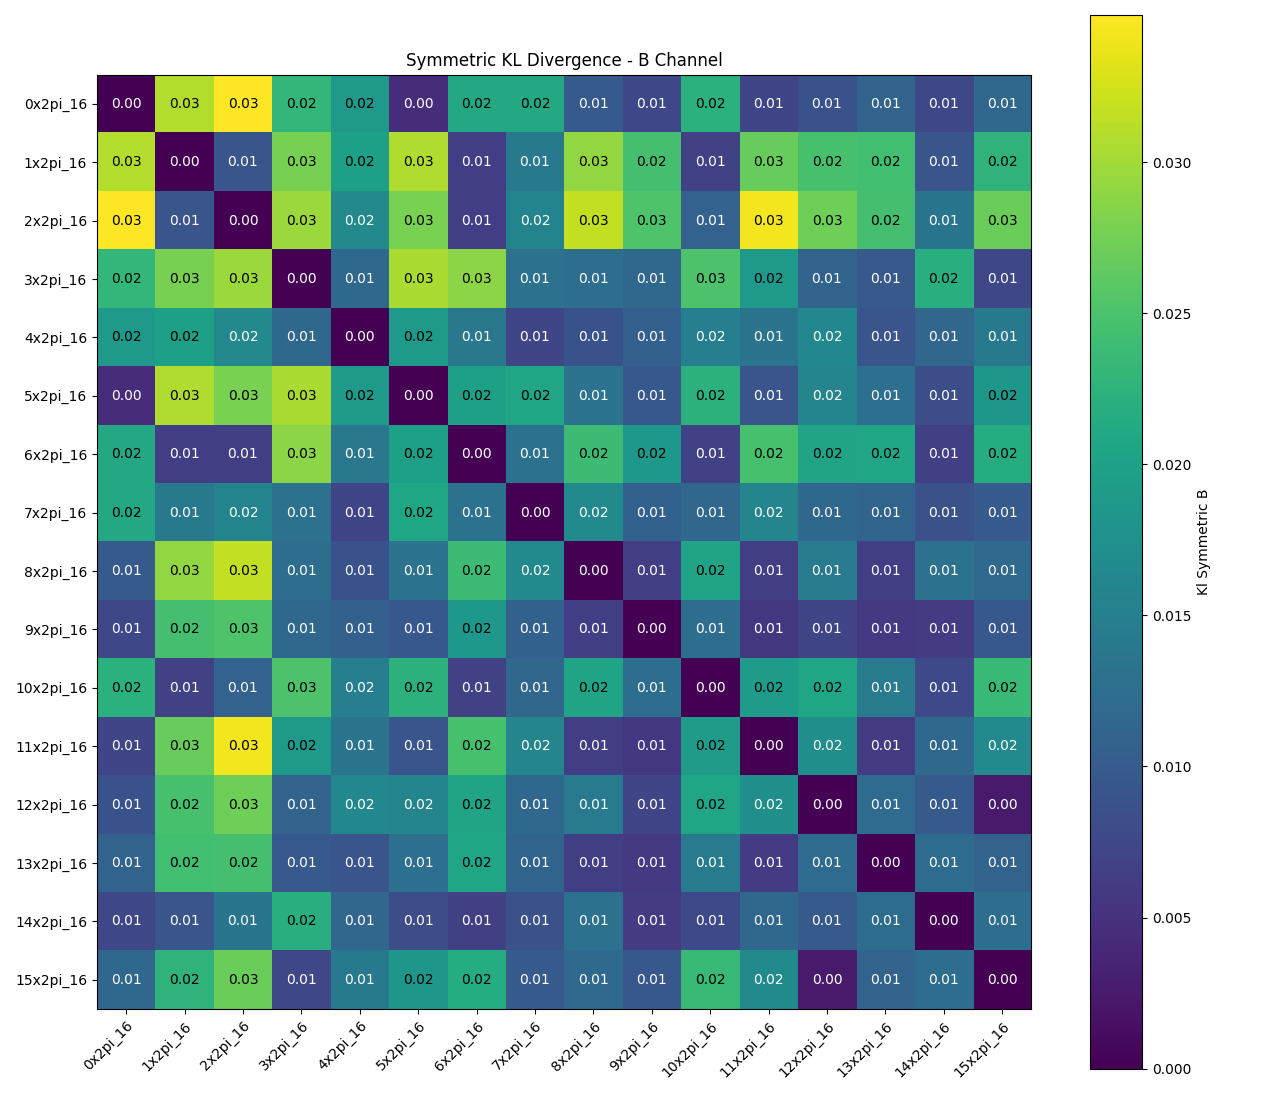 Symmetric KL Divergence - B Channel
0x2pi_16 0.00 0.03 0.03 0.02 0.02 0.00 0.02 0.02 0.01 0.01 0.02 0.01 0.01 0.01 0.01 0.01
1x2pi_16 0.03 0.00 0.01 0.03 0.02 0.03 0.01 0.01 0.03 0.02 0.01 0.03 0.02 0.02 0.01 0.02
2x2pi_16 0.03 0.01 0.00 0.03 0.02 0.03 0.01 0.02 0.03 0.03 0.01 0.03 0.03 0.02 0.01 0.03
3x2pi_16 0.02 0.03 0.03 0.00 0.01 0.03 0.03 0.01 0.01 0.01 0.03 0.02 0.01 0.01 0.02 0.01
4x2pi_16 0.02 0.02 0.02 0.01 0.00 0.02 0.01 0.01 0.01 0.01 0.02 0.01 0.02 0.01 0.01 0.01
5x2pi_16 0.00 0.03 0.03 0.03 0.02 0.00 0.02 0.02 0.01 0.01 0.02 0.01 0.02 0.01 0.01 0.02
6x2pi_16 0.02 0.01 0.01 0.03 0.01 0.02 0.00 0.01 0.02 0.02 0.01 0.02 0.02 0.02 0.01 0.02
7x2pi_16 0.02 0.01 0.02 0.01 0.01 0.02 0.01 0.00 0.02 0.01 0.01 0.02 0.01 0.01 0.01 0.01
8x2pi_16 0.01 0.03 0.03 0.01 0.01 0.01 0.02 0.02 0.00 0.01 0.02 0.01 0.01 0.01 0.01 0.01
9x2pi_16 0.01 0.02 0.03 0.01 0.01 0.01 0.02 0.01 0.01 0.00 0.01 0.01 0.01 0.01 0.01 0.01
10x2pi_16 0.02 0.01 0.01 0.03 0.02 0.02 0.01 0.01 0.02 0.01 0.00 0.02 0.02 0.01 0.01 0.02
11x2pi_16 0.01 0.03 0.03 0.02 0.01 0.01 0.02 0.02 0.01 0.01 0.02 0.00 0.02 0.01 0.01 0.02
12x2pi_16 0.01 0.02 0.03 0.01 0.02 0.02 0.02 0.01 0.01 0.01 0.02 0.02 0.00 0.01 0.01 0.00
13x2pi_16 0.01 0.02 0.02 0.01 0.01 0.01 0.02 0.01 0.01 0.01 0.01 0.01 0.01 0.00 0.01 0.01
14x2pi_16 0.01 0.01 0.01 0.02 0.01 0.01 0.01 0.01 0.01 0.01 0.01 0.01 0.01 0.01 0.00 0.01
15x2pi_16 0.01 0.02 0.03 0.01 0.01 0.02 0.02 0.01 0.01 0.01 0.02 0.02 0.00 0.01 0.01 0.00
0x2pi_16 1x2pi_16 2x2pi_16 3x2pi_16 4x2pi_16 5x2pi_16 6x2pi_16 7x2pi_16 8x2pi_16 9x2pi_16 10x2pi_16 11x2pi_16 12x2pi_16 13x2pi_16 14x2pi_16 15x2pi_16
0.030
0.025
0.020
0.015
0.010
0.005
0.000
Kl Symmetric B